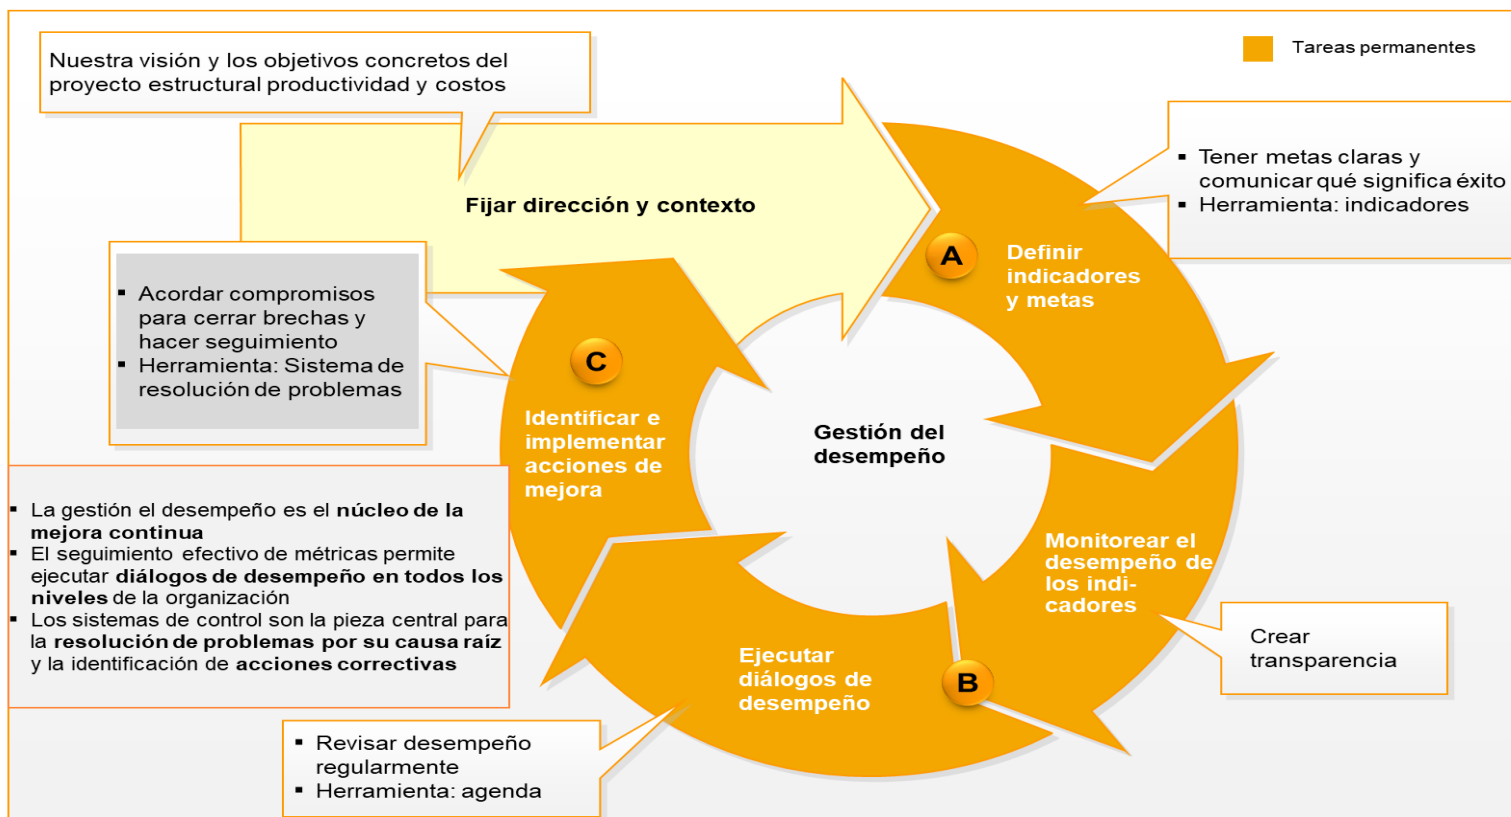 Nuestra visión y los objetivos concretos del
proyecto estructural productividad y costos
Tareas permanentes
Fijar dirección y contexto
▪ Tener metas claras y
comunicar qué significa éxito
▪ Herramienta: indicadores
A
Definir
indicadores
y metas
▪ Acordar compromisos
para cerrar brechas y
hacer seguimiento
▪ Herramienta: Sistema de
resolución de problemas
C
Identificar e
implementar
acciones de
mejora
Gestión del
desempeño
▪ La gestión el desempeño es el núcleo de la
mejora continua
▪ El seguimiento efectivo de métricas permite
ejecutar diálogos de desempeño en todos los
niveles de la organización
▪ Los sistemas de control son la pieza central para
la resolución de problemas por su causa raíz
y la identificación de acciones correctivas
Monitorear el
desempeño de
los indi-
cadores
Crear
transparencia
Ejecutar
diálogos de
desempeño
B
▪ Revisar desempeño
regularmente
▪ Herramienta: agenda